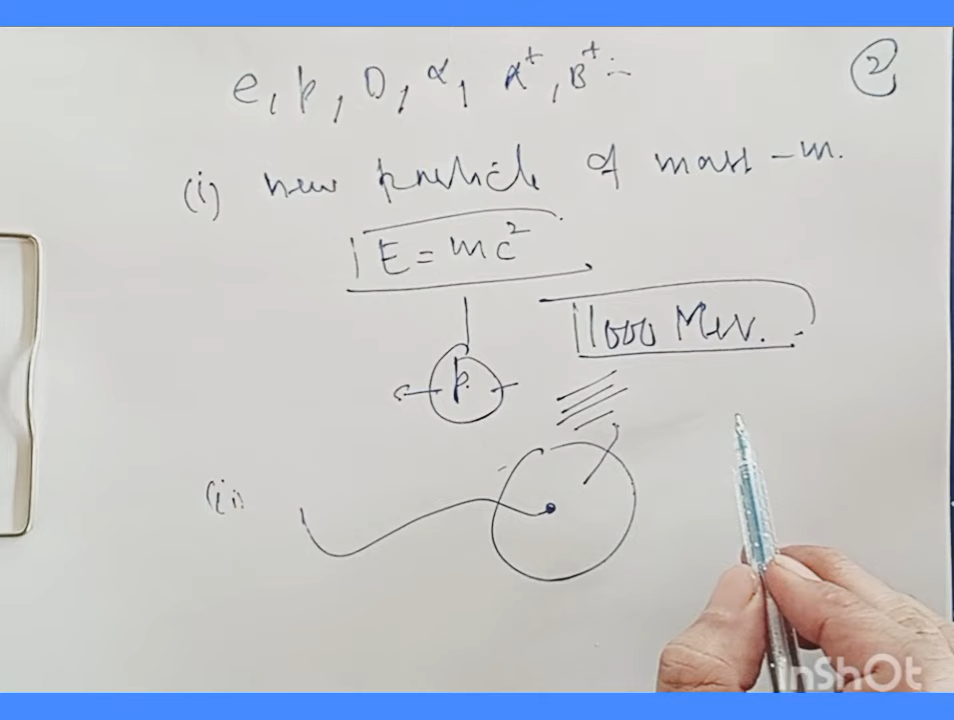 e, p, D, α, A⁺, B⁺ :-
2
(i) new particle of mass - m.
E = mc²
1000 MeV.
p
(ii)
InShOt